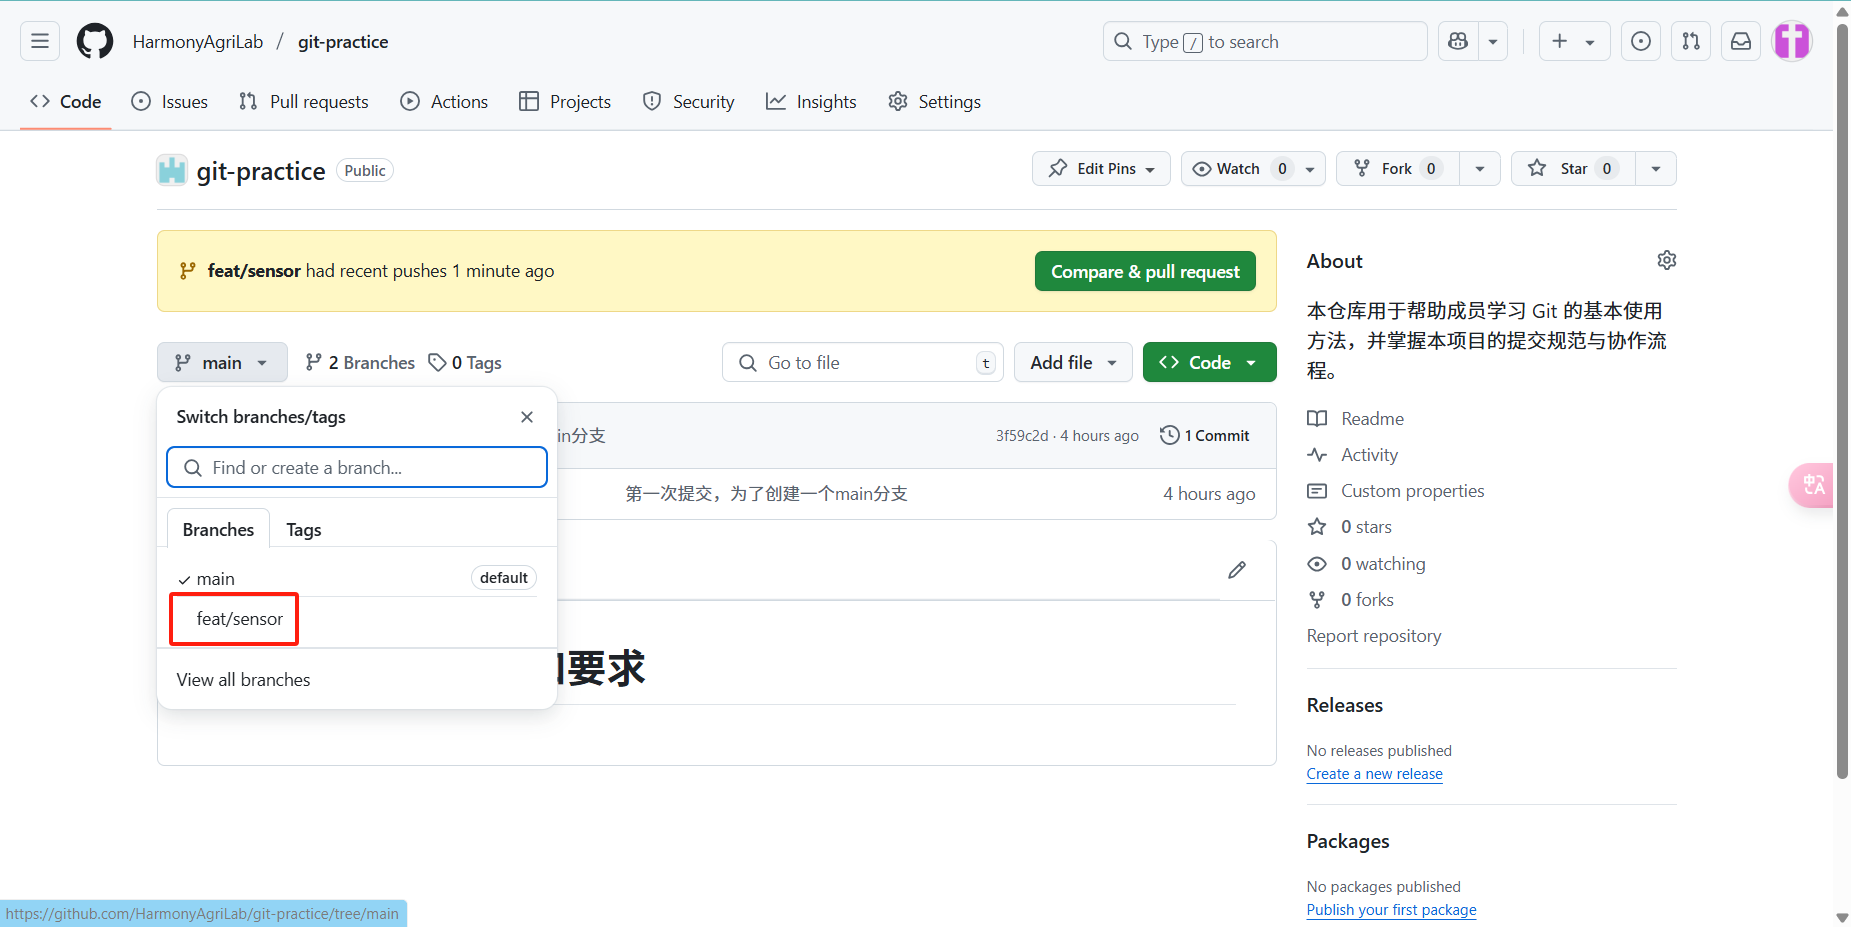 HarmonyAgriLab / git-practice
Type / to search
Code Issues Pull requests Actions Projects Security Insights Settings
git-practice Public
Edit Pins Watch 0 Fork 0 Star 0
feat/sensor had recent pushes 1 minute ago
Compare & pull request
main 2 Branches 0 Tags
Go to file t
Add file
Code
Switch branches/tags
Find or create a branch...
Branches Tags
main default
feat/sensor
View all branches
in分支
3f59c2d · 4 hours ago
1 Commit
第一次提交，为了创建一个main分支
4 hours ago
要求
About
本仓库用于帮助成员学习 Git 的基本使用
方法，并掌握本项目的提交规范与协作流
程。
Readme
Activity
Custom properties
0 stars
0 watching
0 forks
Report repository
Releases
No releases published
Create a new release
Packages
No packages published
Publish your first package
中A
https://github.com/HarmonyAgriLab/git-practice/tree/main